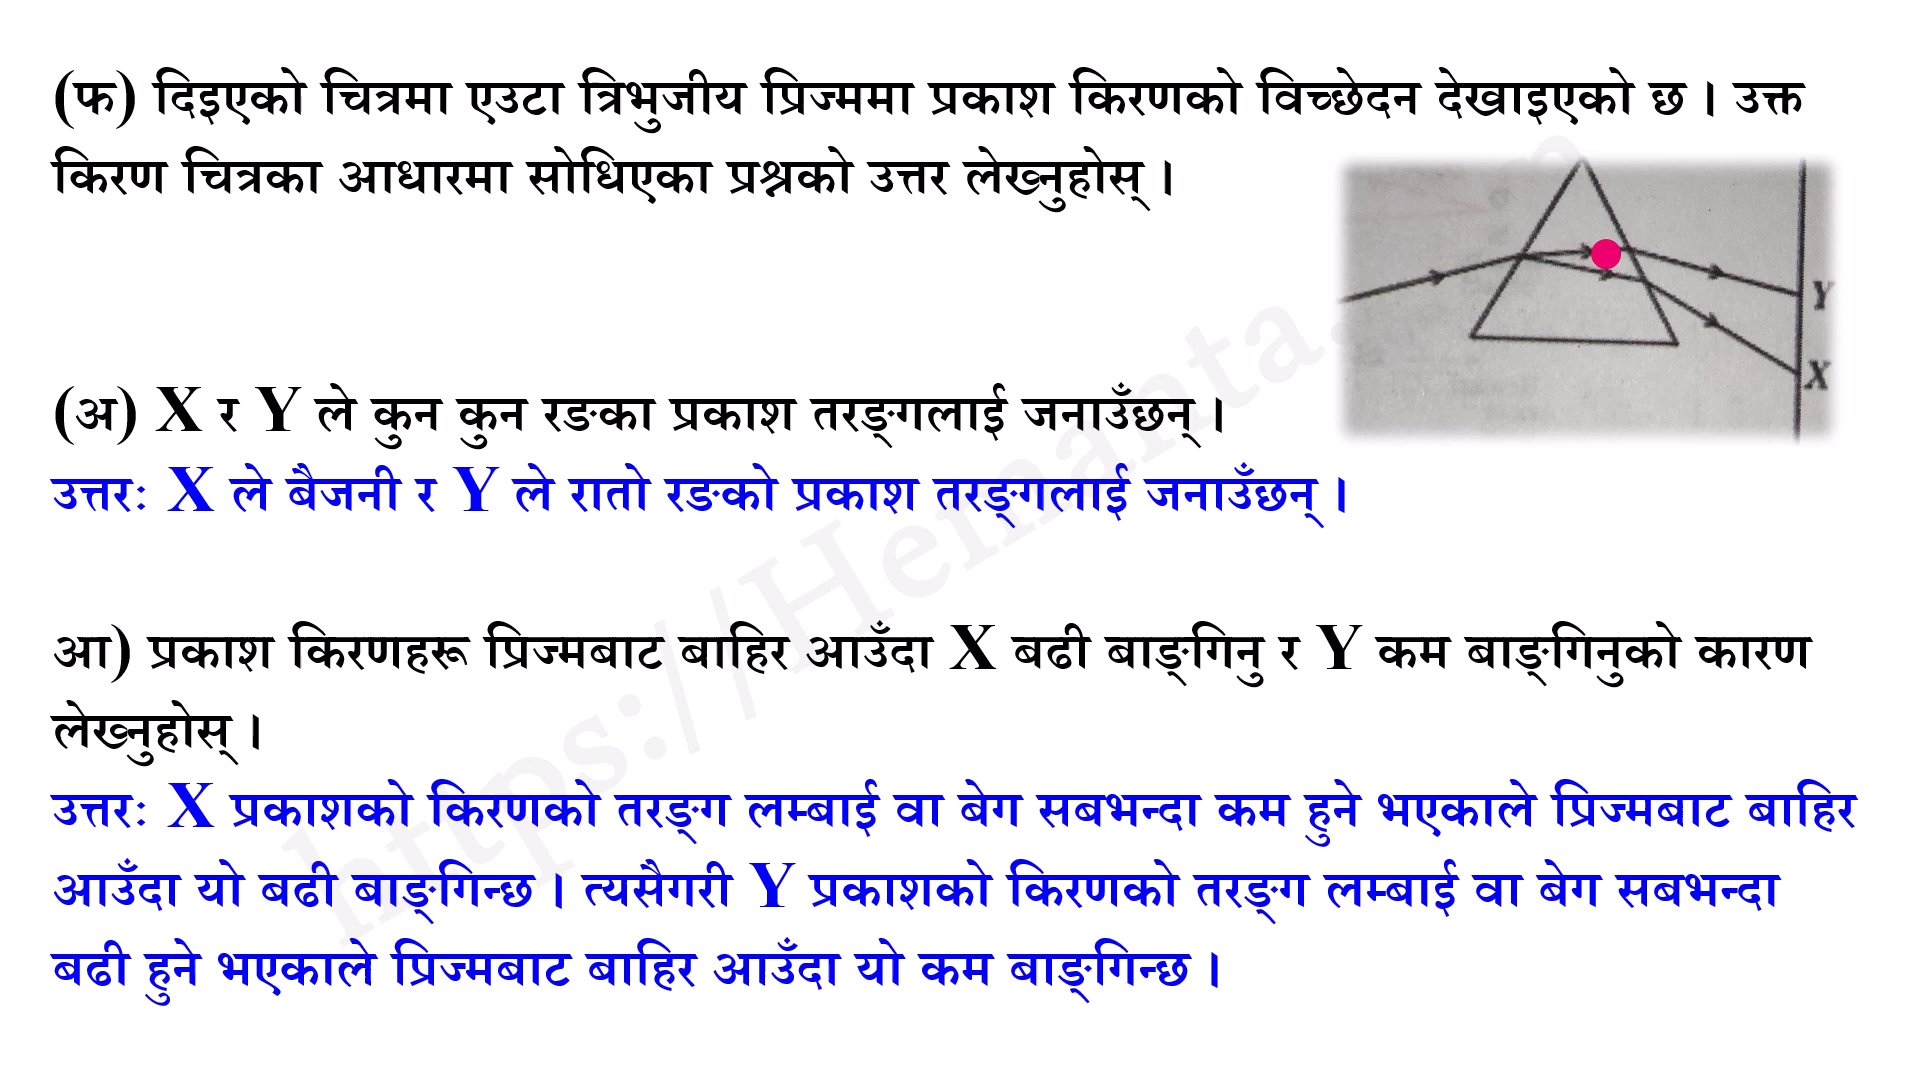 (फ) दिइएको चित्रमा एउटा त्रिभुजीय प्रिज्ममा प्रकाश किरणको विच्छेदन देखाइएको छ । उक्त
किरण चित्रका आधारमा सोधिएका प्रश्नको उत्तर लेख्नुहोस् ।
Y
X
(अ) X र Y ले कुन कुन रङका प्रकाश तरङ्गलाई जनाउँछन् ।
उत्तरः X ले बैजनी र Y ले रातो रङको प्रकाश तरङ्गलाई जनाउँछन् ।
आ) प्रकाश किरणहरू प्रिज्मबाट बाहिर आउँदा X बढी बाङ्गिनु र Y कम बाङ्गिनुको कारण
लेख्नुहोस् ।
उत्तरः X प्रकाशको किरणको तरङ्ग लम्बाई वा बेग सबभन्दा कम हुने भएकाले प्रिज्मबाट बाहिर
आउँदा यो बढी बाङ्गिन्छ । त्यसैगरी Y प्रकाशको किरणको तरङ्ग लम्बाई वा बेग सबभन्दा
बढी हुने भएकाले प्रिज्मबाट बाहिर आउँदा यो कम बाङ्गिन्छ ।
https://Hemanta.